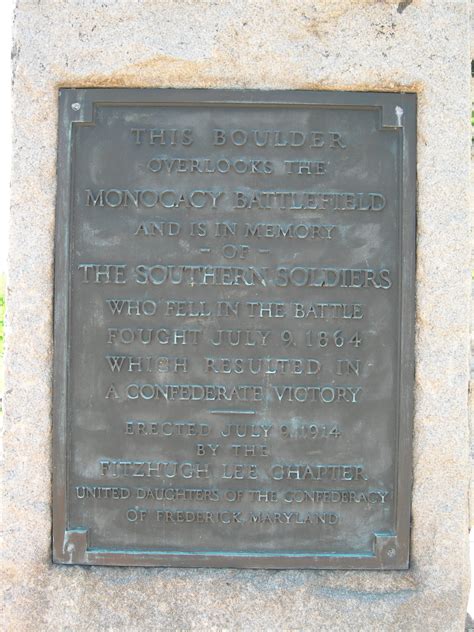 THIS BOULDER
OVERLOOKS THE
MONOCACY BATTLEFIELD
AND IS IN MEMORY
– OF –
THE SOUTHERN SOLDIERS
WHO FELL IN THE BATTLE
FOUGHT JULY 9, 1864
WHICH RESULTED IN
A CONFEDERATE VICTORY
ERECTED JULY 9, 1914
BY THE
FITZHUGH LEE CHAPTER
UNITED DAUGHTERS OF THE CONFEDERACY
OF FREDERICK, MARYLAND